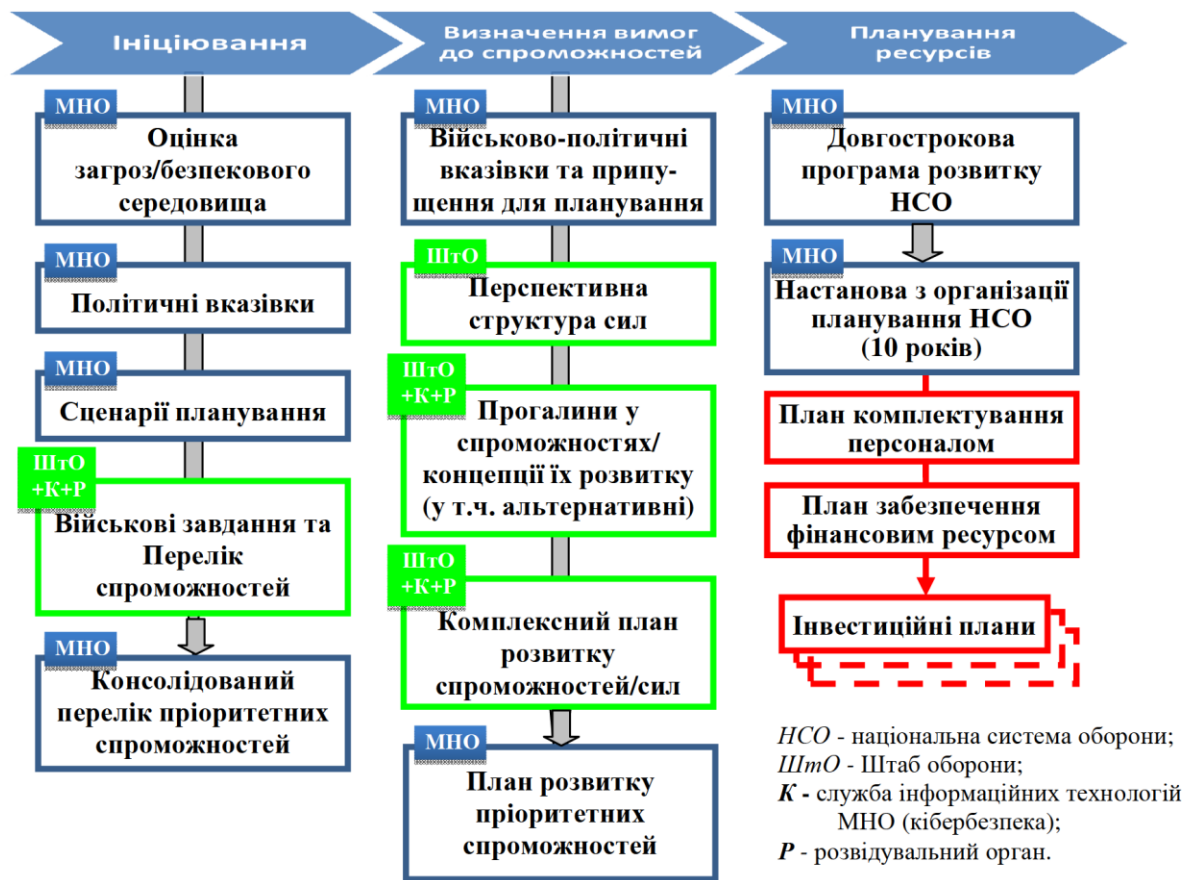 Ініціювання
Визначення вимог
до спроможностей
Планування
ресурсів
МНО
Оцінка
загроз/безпекового
середовища
МНО
Політичні вказівки
МНО
Сценарії планування
ШтО
+К+Р
Військові завдання та
Перелік
спроможностей
МНО
Консолідований
перелік пріоритетних
спроможностей
МНО
Військово-політичні
вказівки та припу-
щення для планування
ШтО
Перспективна
структура сил
ШтО
+К+Р
Прогалини у
спроможностях/
концепції їх розвитку
(у т.ч. альтернативні)
ШтО
+К+Р
Комплексний план
розвитку
спроможностей/сил
МНО
План розвитку
пріоритетних
спроможностей
МНО
Довгострокова
програма розвитку
НСО
МНО
Настанова з організації
планування НСО
(10 років)
План комплектування
персоналом
План забезпечення
фінансовим ресурсом
Інвестиційні плани
НСО - національна система оборони;
ШтО - Штаб оборони;
К - служба інформаційних технологій
МНО (кібербезпека);
Р - розвідувальний орган.